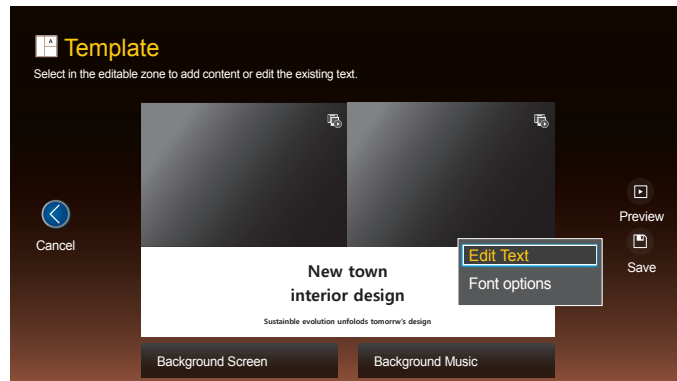 Template
Select in the editable zone to add content or edit the existing text.
Preview
Cancel
Edit Text
Save
New town
Font options
interior design
Sustainble evolution unfolods tomorrw's design
Background Screen
Background Music